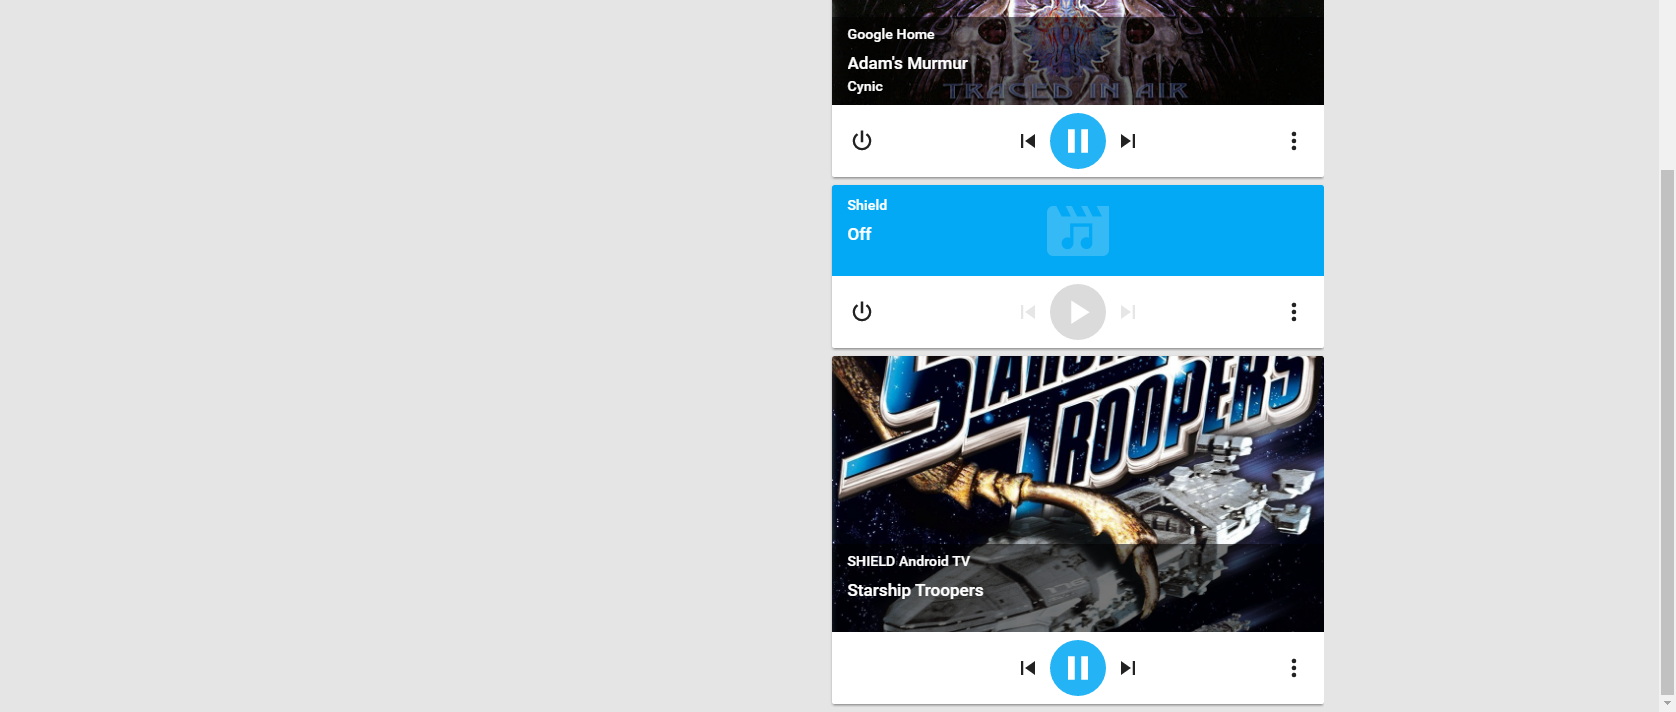 Google Home
Adam's Murmur
Cynic
TRACED IN AIR
Shield
Off
STARSHIP
TROOPERS
SHIELD Android TV
Starship Troopers